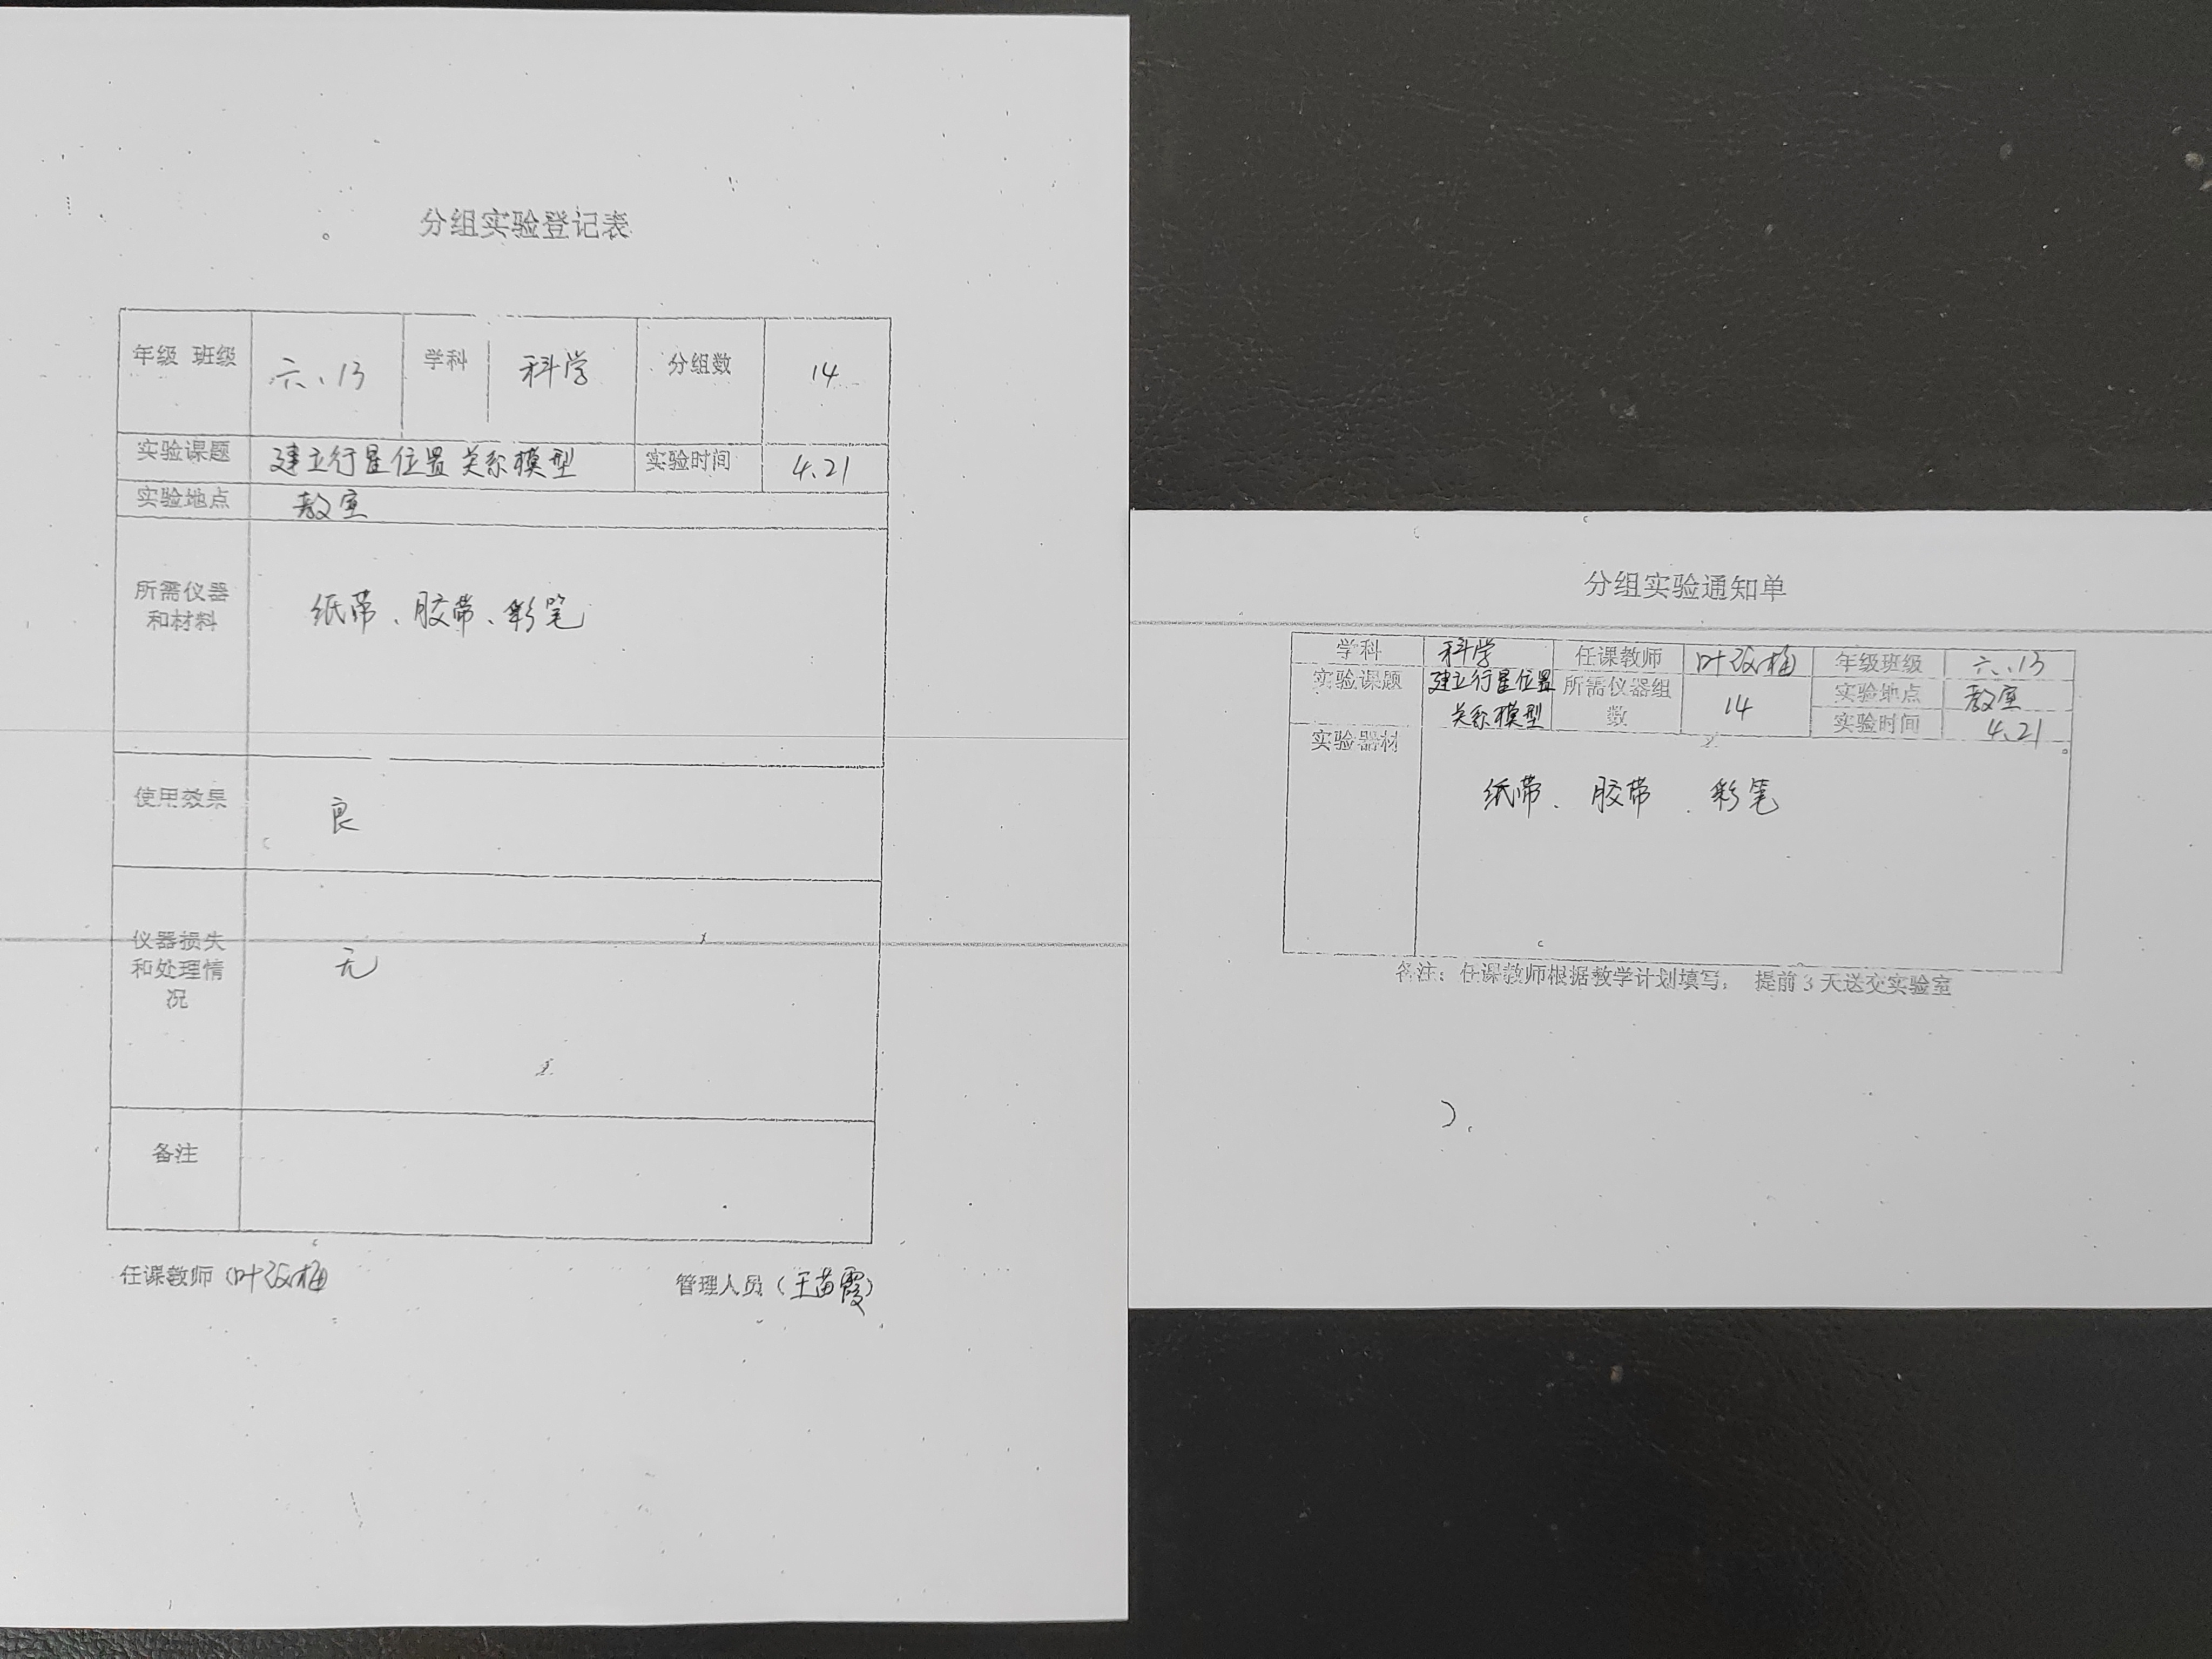 分组实验登记表
年级 班级 六、13 学科 科学 分组数 14
实验课题 建立行星位置关系模型 实验时间 4.21
实验地点 教室
所需仪器
和材料
纸带、胶带、彩笔
使用效果 良
仪器损失
和处理情
况
无
备注
任课教师（叶改梅
管理人员（王苗霞）
分组实验通知单
学科 科学 任课教师 叶改梅 年级班级 六、13
实验课题 建立行星位置
关系模型
所需仪器组
数
14
实验地点 教室
实验时间 4.21
实验器材
纸带、胶带、彩笔
备注：任课教师根据教学计划填写， 提前 3 天送交实验室